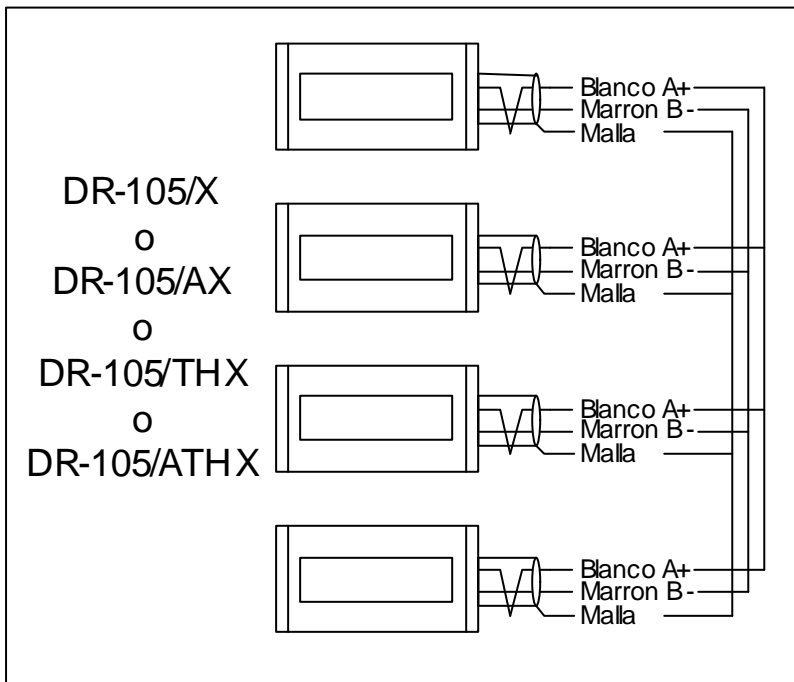 DR-105/X
o
DR-105/AX
o
DR-105/THX
o
DR-105/ATHX
Blanco A+
Marron B-
Malla
Blanco A+
Marron B-
Malla
Blanco A+
Marron B-
Malla
Blanco A+
Marron B-
Malla